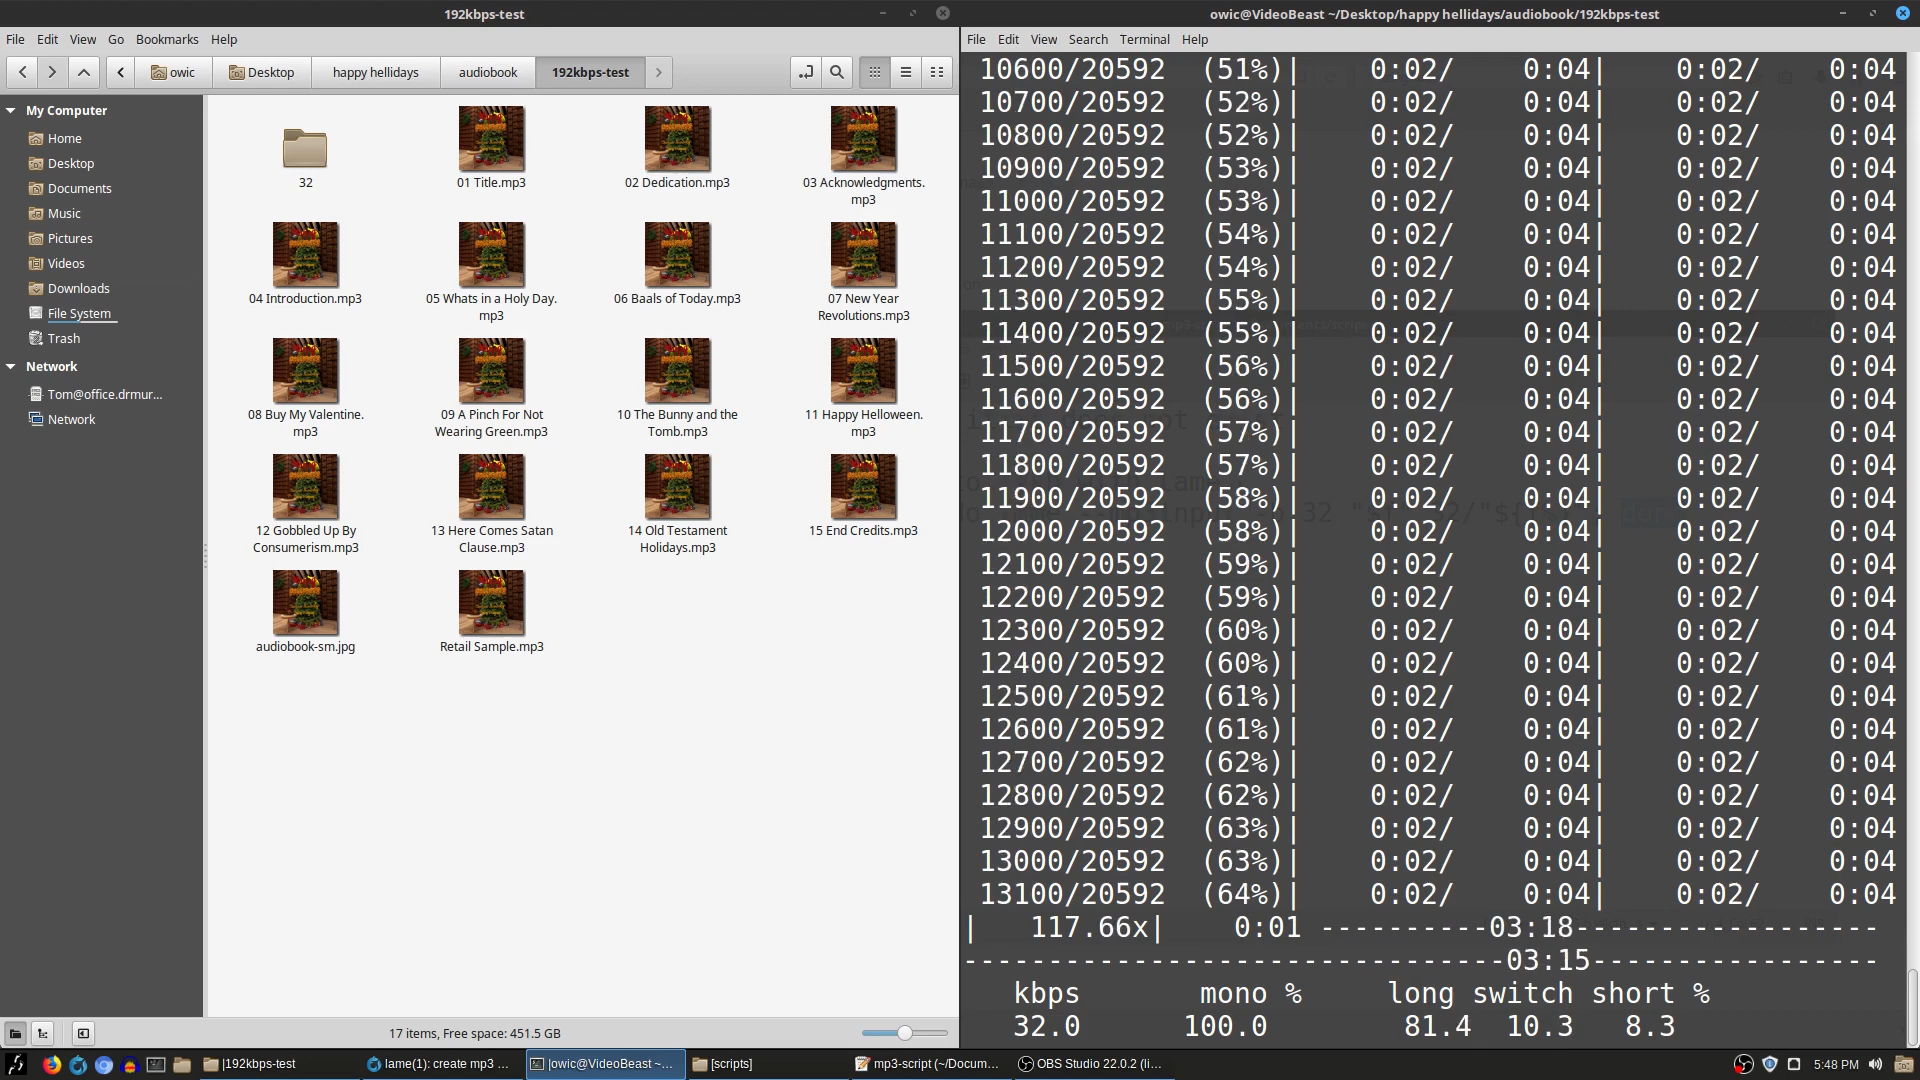 192kbps-test
owic@VideoBeast ~/Desktop/happy hellidays/audiobook/192kbps-test
File Edit View Go Bookmarks Help
File Edit View Search Terminal Help
owic Desktop happy hellidays audiobook 192kbps-test
My Computer
Home
Desktop
Documents
Music
Pictures
Videos
Downloads
File System
Trash
Network
Tom@office.drmur...
Network
32
01 Title.mp3
02 Dedication.mp3
03 Acknowledgments.
mp3
04 Introduction.mp3
05 Whats in a Holy Day.
mp3
06 Baals of Today.mp3
07 New Year
Revolutions.mp3
08 Buy My Valentine.
mp3
09 A Pinch For Not
Wearing Green.mp3
10 The Bunny and the
Tomb.mp3
11 Happy Helloween.
mp3
12 Gobbled Up By
Consumerism.mp3
13 Here Comes Satan
Clause.mp3
14 Old Testament
Holidays.mp3
15 End Credits.mp3
audiobook-sm.jpg
Retail Sample.mp3
17 items, Free space: 451.5 GB
10600/20592 (51%)| 0:02/ 0:04| 0:02/ 0:04
10700/20592 (52%)| 0:02/ 0:04| 0:02/ 0:04
10800/20592 (52%)| 0:02/ 0:04| 0:02/ 0:04
10900/20592 (53%)| 0:02/ 0:04| 0:02/ 0:04
11000/20592 (53%)| 0:02/ 0:04| 0:02/ 0:04
11100/20592 (54%)| 0:02/ 0:04| 0:02/ 0:04
11200/20592 (54%)| 0:02/ 0:04| 0:02/ 0:04
11300/20592 (55%)| 0:02/ 0:04| 0:02/ 0:04
11400/20592 (55%)| 0:02/ 0:04| 0:02/ 0:04
11500/20592 (56%)| 0:02/ 0:04| 0:02/ 0:04
11600/20592 (56%)| 0:02/ 0:04| 0:02/ 0:04
11700/20592 (57%)| 0:02/ 0:04| 0:02/ 0:04
11800/20592 (57%)| 0:02/ 0:04| 0:02/ 0:04
11900/20592 (58%)| 0:02/ 0:04| 0:02/ 0:04
12000/20592 (58%)| 0:02/ 0:04| 0:02/ 0:04
12100/20592 (59%)| 0:02/ 0:04| 0:02/ 0:04
12200/20592 (59%)| 0:02/ 0:04| 0:02/ 0:04
12300/20592 (60%)| 0:02/ 0:04| 0:02/ 0:04
12400/20592 (60%)| 0:02/ 0:04| 0:02/ 0:04
12500/20592 (61%)| 0:02/ 0:04| 0:02/ 0:04
12600/20592 (61%)| 0:02/ 0:04| 0:02/ 0:04
12700/20592 (62%)| 0:02/ 0:04| 0:02/ 0:04
12800/20592 (62%)| 0:02/ 0:04| 0:02/ 0:04
12900/20592 (63%)| 0:02/ 0:04| 0:02/ 0:04
13000/20592 (63%)| 0:02/ 0:04| 0:02/ 0:04
13100/20592 (64%)| 0:02/ 0:04| 0:02/ 0:04
| 117.66x| 0:01 ----------03:18------------------
--------------------------------03:15-----------------
kbps mono % long switch short %
32.0 100.0 81.4 10.3 8.3
|192kbps-test lame(1): create mp3 ... |owic@VideoBeast ~... [scripts] mp3-script (~/Docum... OBS Studio 22.0.2 (li... 5:48 PM